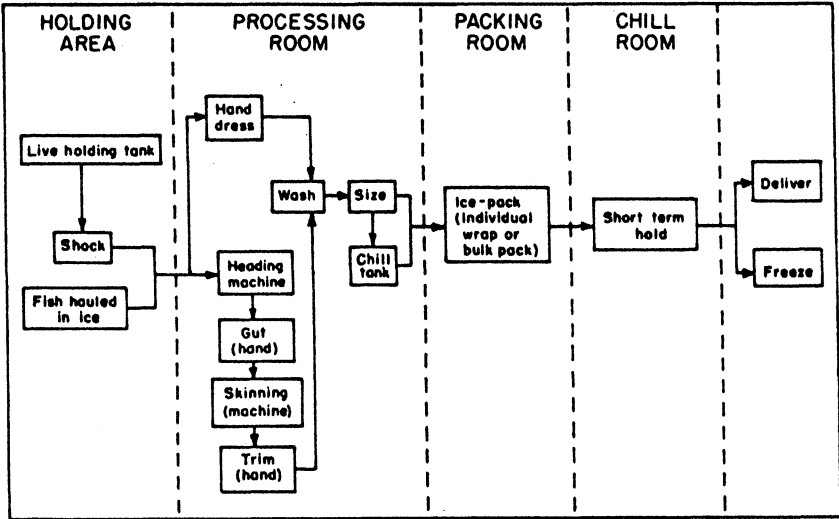 HOLDING
AREA
PROCESSING
ROOM
PACKING
ROOM
CHILL
ROOM
Live holding tank
Shock
Fish hauled
in ice
Hand
dress
Wash
Size
Chill
tank
Heading
machine
Gut
(hand)
Skinning
(machine)
Trim
(hand)
Ice-pack
(Individual
wrap or
bulk pack)
Short term
hold
Deliver
Freeze